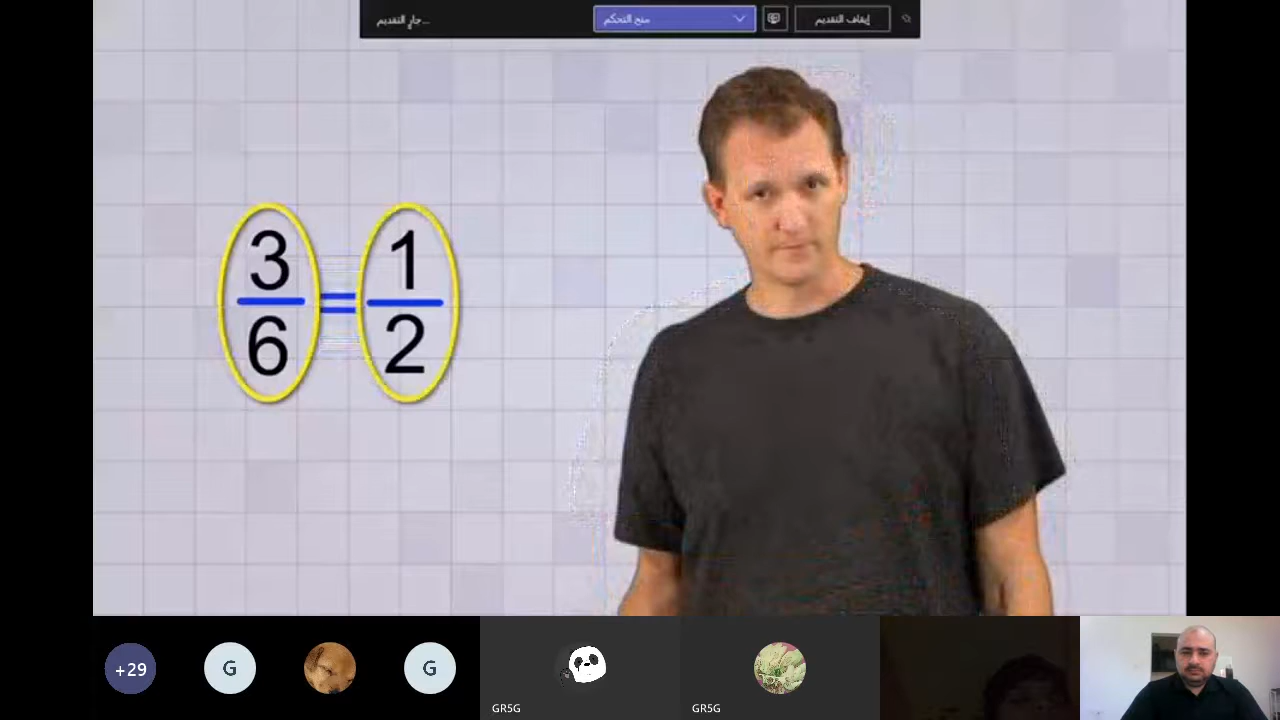 جارٍ التقديم...
منح التحكم
إيقاف التقديم
3/6 = 1/2
+29
G
G
GR5G
GR5G